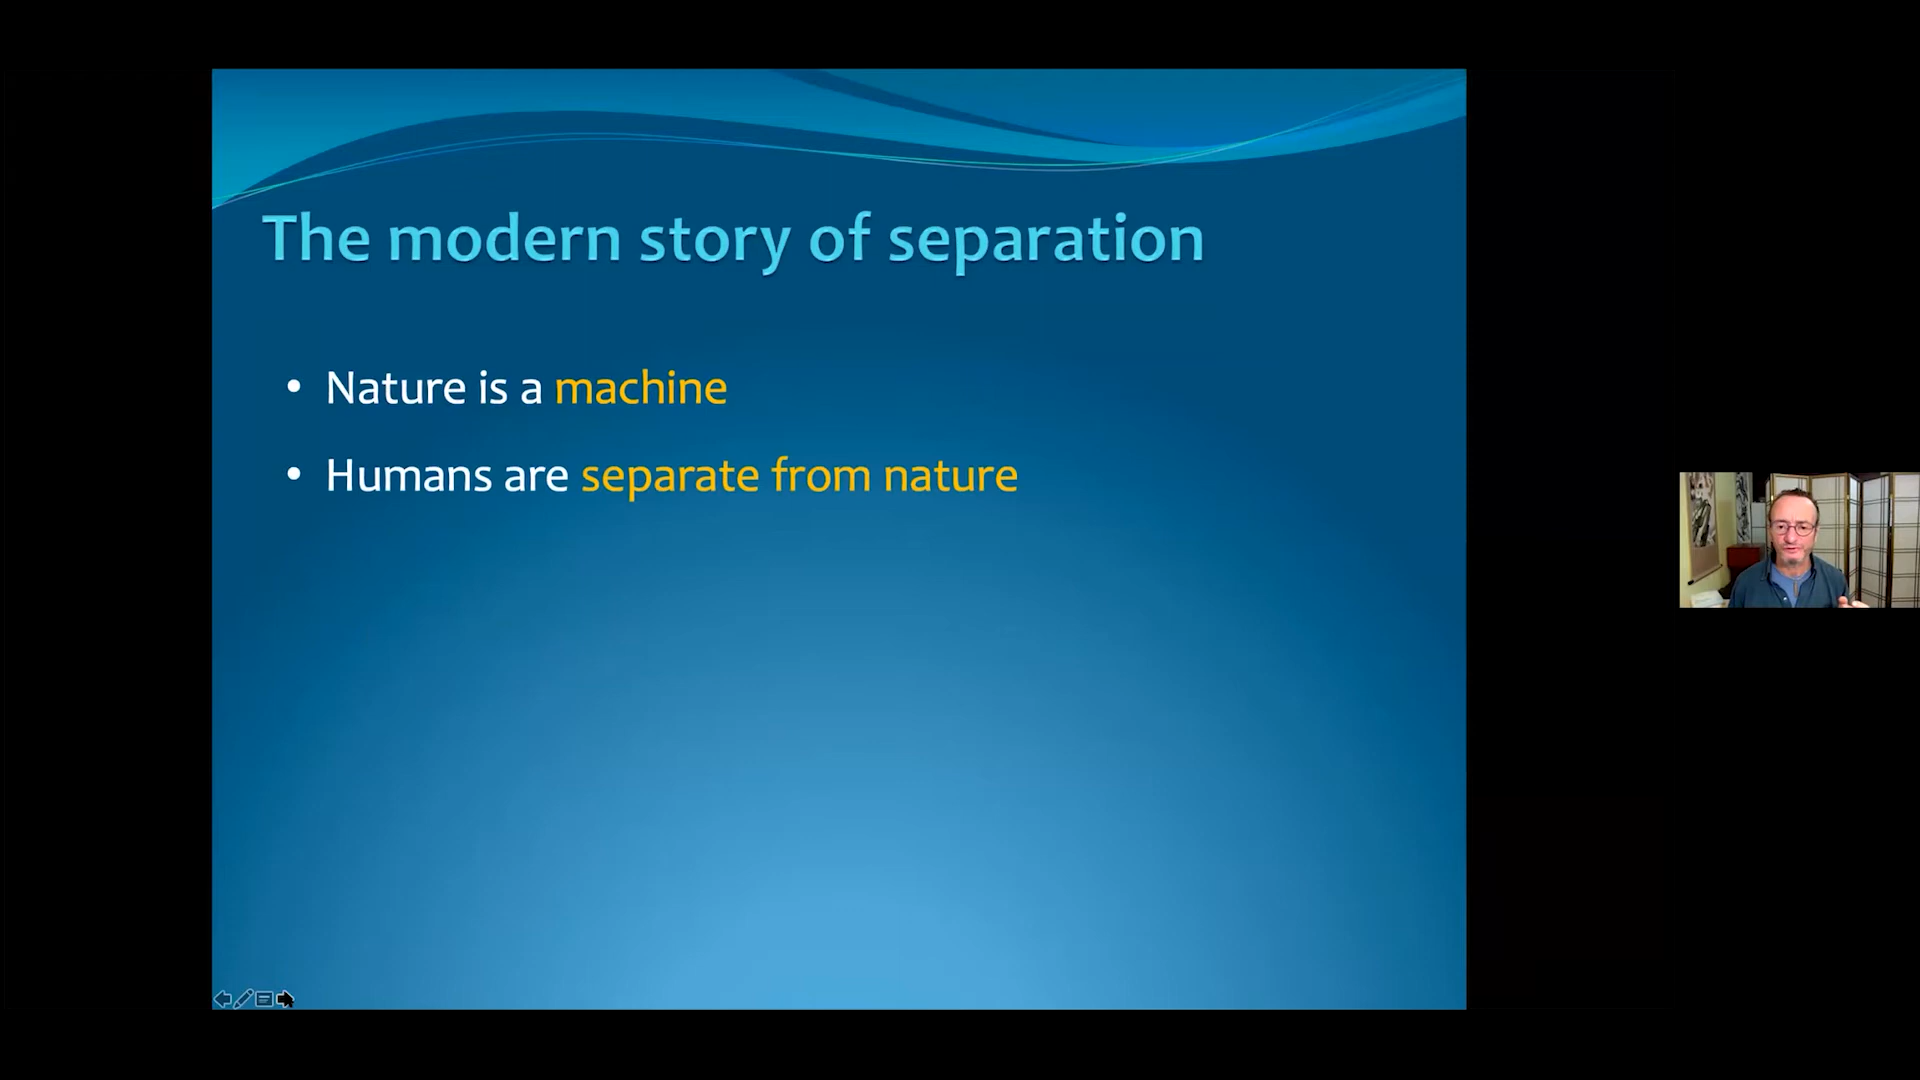 The modern story of separation
• Nature is a machine
• Humans are separate from nature